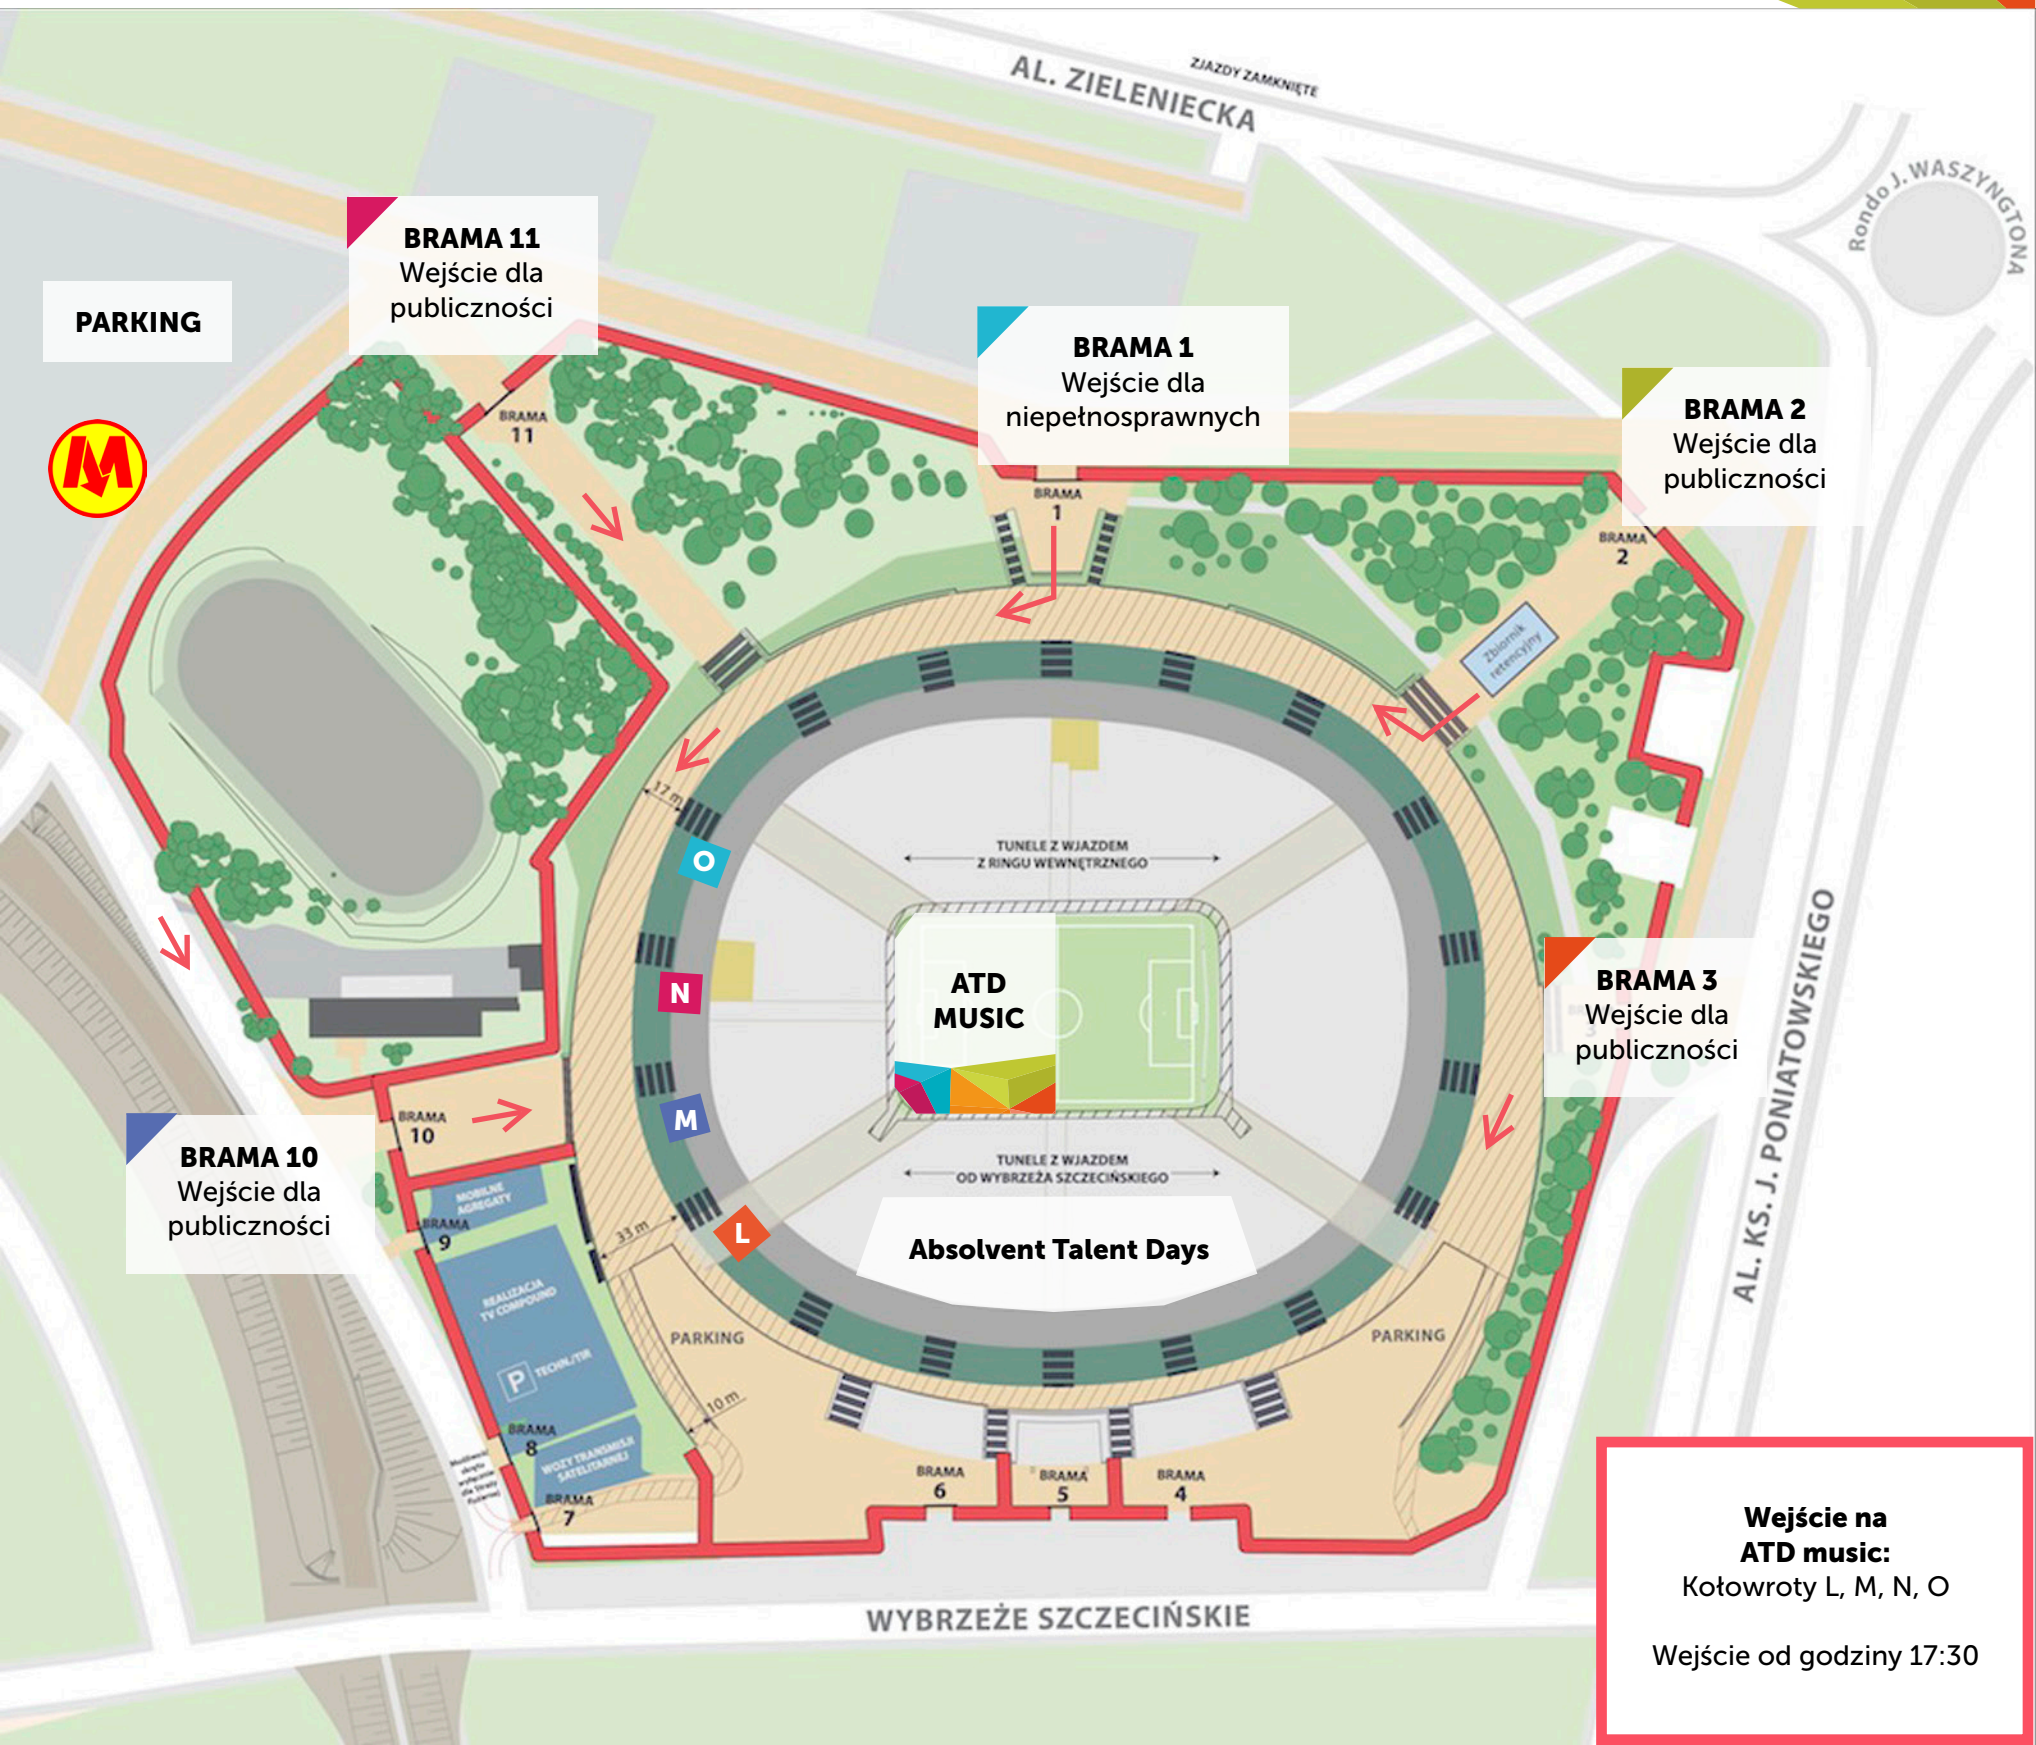 AL. ZIELENIECKA
ZJAZDY ZAMKNIĘTE
Rondo J. WASZYNGTONA
BRAMA 11
Wejście dla
publiczności
PARKING
M
BRAMA
11
BRAMA 1
Wejście dla
niepełnosprawnych
BRAMA
1
BRAMA 2
Wejście dla
publiczności
BRAMA
2
Zbiornik
retencyjny
17 m
O
TUNELE Z WJAZDEM
Z RINGU WEWNĘTRZNEGO
N
ATD
MUSIC
BRAMA 3
Wejście dla
publiczności
AL. KS. J. PONIATOWSKIEGO
BRAMA
10
M
BRAMA 10
Wejście dla
publiczności
TUNELE Z WJAZDEM
OD WYBRZEŻA SZCZECIŃSKIEGO
MOBILNE
AGREGATY
BRAMA
9
33 m
L
Absolvent Talent Days
REALIZACJA
TV COMPOUND
P TECHN./TIR
PARKING
PARKING
10 m
BRAMA
8
WOZY TRANSMISJI
SATELITARNEJ
BRAMA
7
BRAMA
6
BRAMA
5
BRAMA
4
WYBRZEŻE SZCZECIŃSKIE
Wejście na
ATD music:
Kołowroty L, M, N, O
Wejście od godziny 17:30